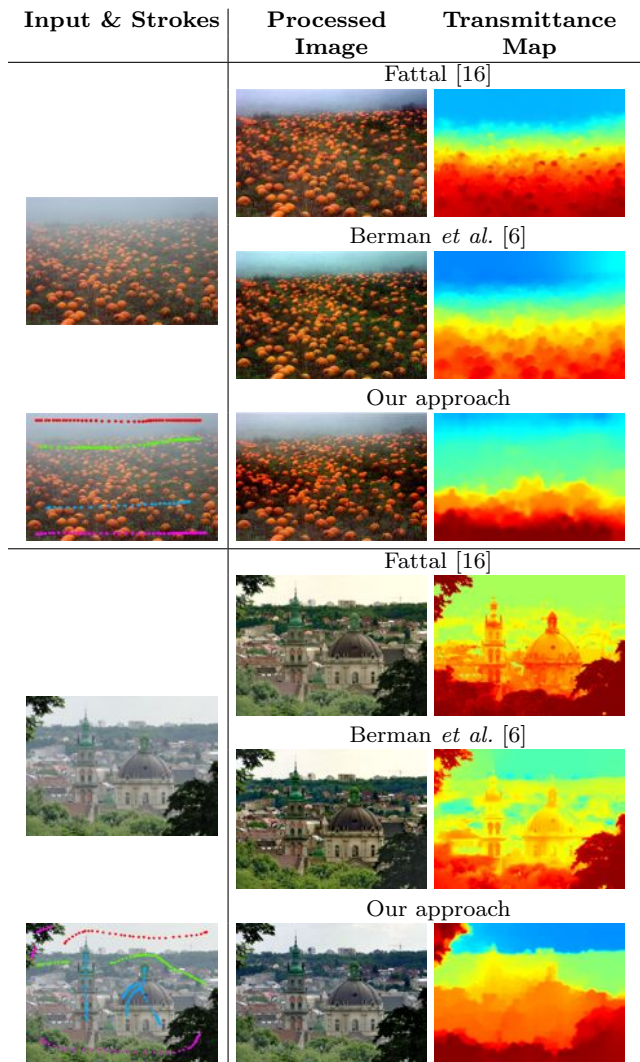 Input & Strokes
Processed Image
Transmittance Map
Fattal [16]
Berman et al. [6]
Our approach
Fattal [16]
Berman et al. [6]
Our approach